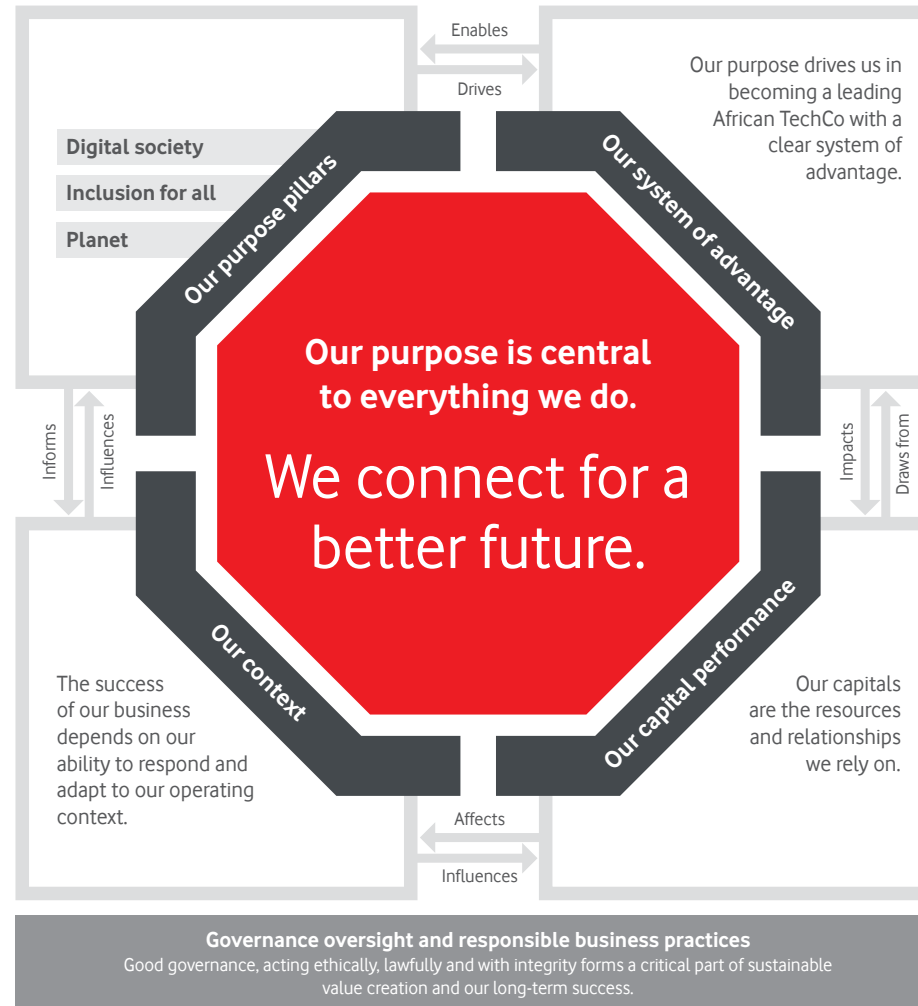 Enables
Drives
Digital society
Inclusion for all
Planet
Our purpose pillars
Our purpose drives us in
becoming a leading
African TechCo with a
clear system of
advantage.
Our system of advantage
Our purpose is central
to everything we do.
We connect for a
better future.
Informs
Influences
Impacts
Draws from
The success
of our business
depends on our
ability to respond and
adapt to our operating
context.
Our context
Our capital performance
Our capitals
are the resources
and relationships
we rely on.
Affects
Influences
Governance oversight and responsible business practices
Good governance, acting ethically, lawfully and with integrity forms a critical part of sustainable
value creation and our long-term success.